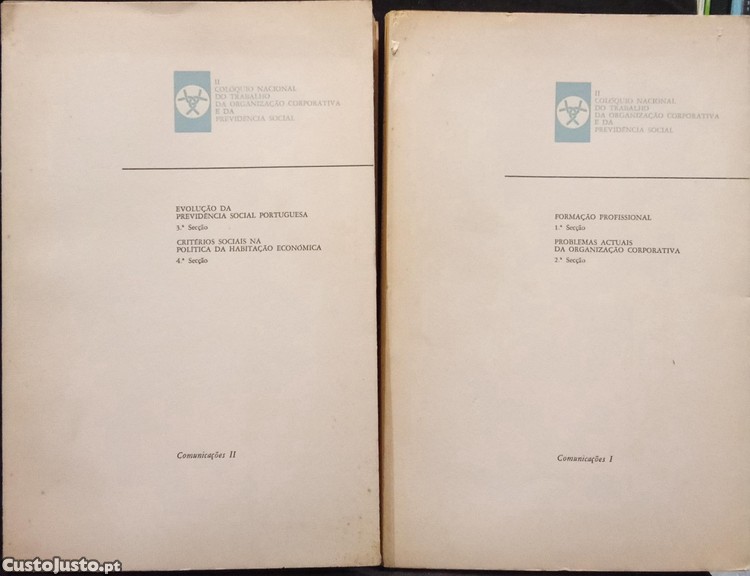 II
COLÓQUIO NACIONAL
DO TRABALHO
DA ORGANIZAÇÃO CORPORATIVA
E DA
PREVIDÊNCIA SOCIAL
EVOLUÇÃO DA
PREVIDÊNCIA SOCIAL PORTUGUESA
3.ª Secção
CRITÉRIOS SOCIAIS NA
POLÍTICA DA HABITAÇÃO ECONÓMICA
4.ª Secção
Comunicações II
II
COLÓQUIO NACIONAL
DO TRABALHO
DA ORGANIZAÇÃO CORPORATIVA
E DA
PREVIDÊNCIA SOCIAL
FORMAÇÃO PROFISSIONAL
1.ª Secção
PROBLEMAS ACTUAIS
DA ORGANIZAÇÃO CORPORATIVA
2.ª Secção
Comunicações I
CustoJusto.pt